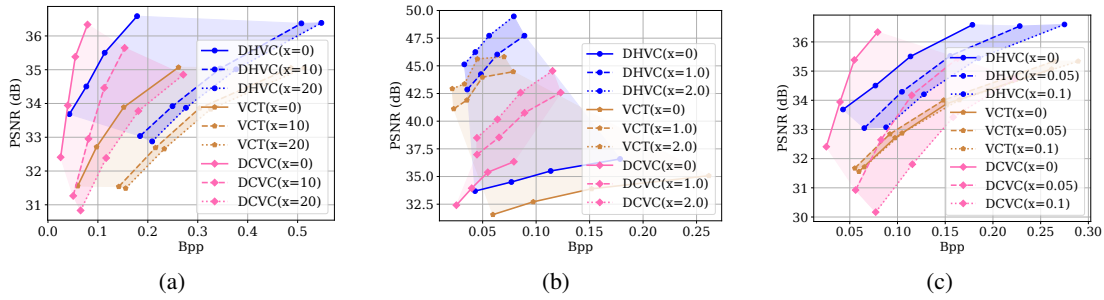 36
35
34
33
32
31
PSNR (dB)
0.0
0.1
0.2
0.3
0.4
0.5
Bpp
DHVC(x=0)
DHVC(x=10)
DHVC(x=20)
VCT(x=0)
VCT(x=10)
VCT(x=20)
DCVC(x=0)
DCVC(x=10)
DCVC(x=20)
(a)
50.0
47.5
45.0
42.5
40.0
37.5
35.0
32.5
PSNR (dB)
0.05
0.10
0.15
0.20
0.25
Bpp
DHVC(x=0)
DHVC(x=1.0)
DHVC(x=2.0)
VCT(x=0)
VCT(x=1.0)
VCT(x=2.0)
DCVC(x=0)
DCVC(x=1.0)
DCVC(x=2.0)
(b)
36
35
34
33
32
31
30
PSNR (dB)
0.05
0.10
0.15
0.20
0.25
0.30
Bpp
DHVC(x=0)
DHVC(x=0.05)
DHVC(x=0.1)
VCT(x=0)
VCT(x=0.05)
VCT(x=0.1)
DCVC(x=0)
DCVC(x=0.05)
DCVC(x=0.1)
(c)